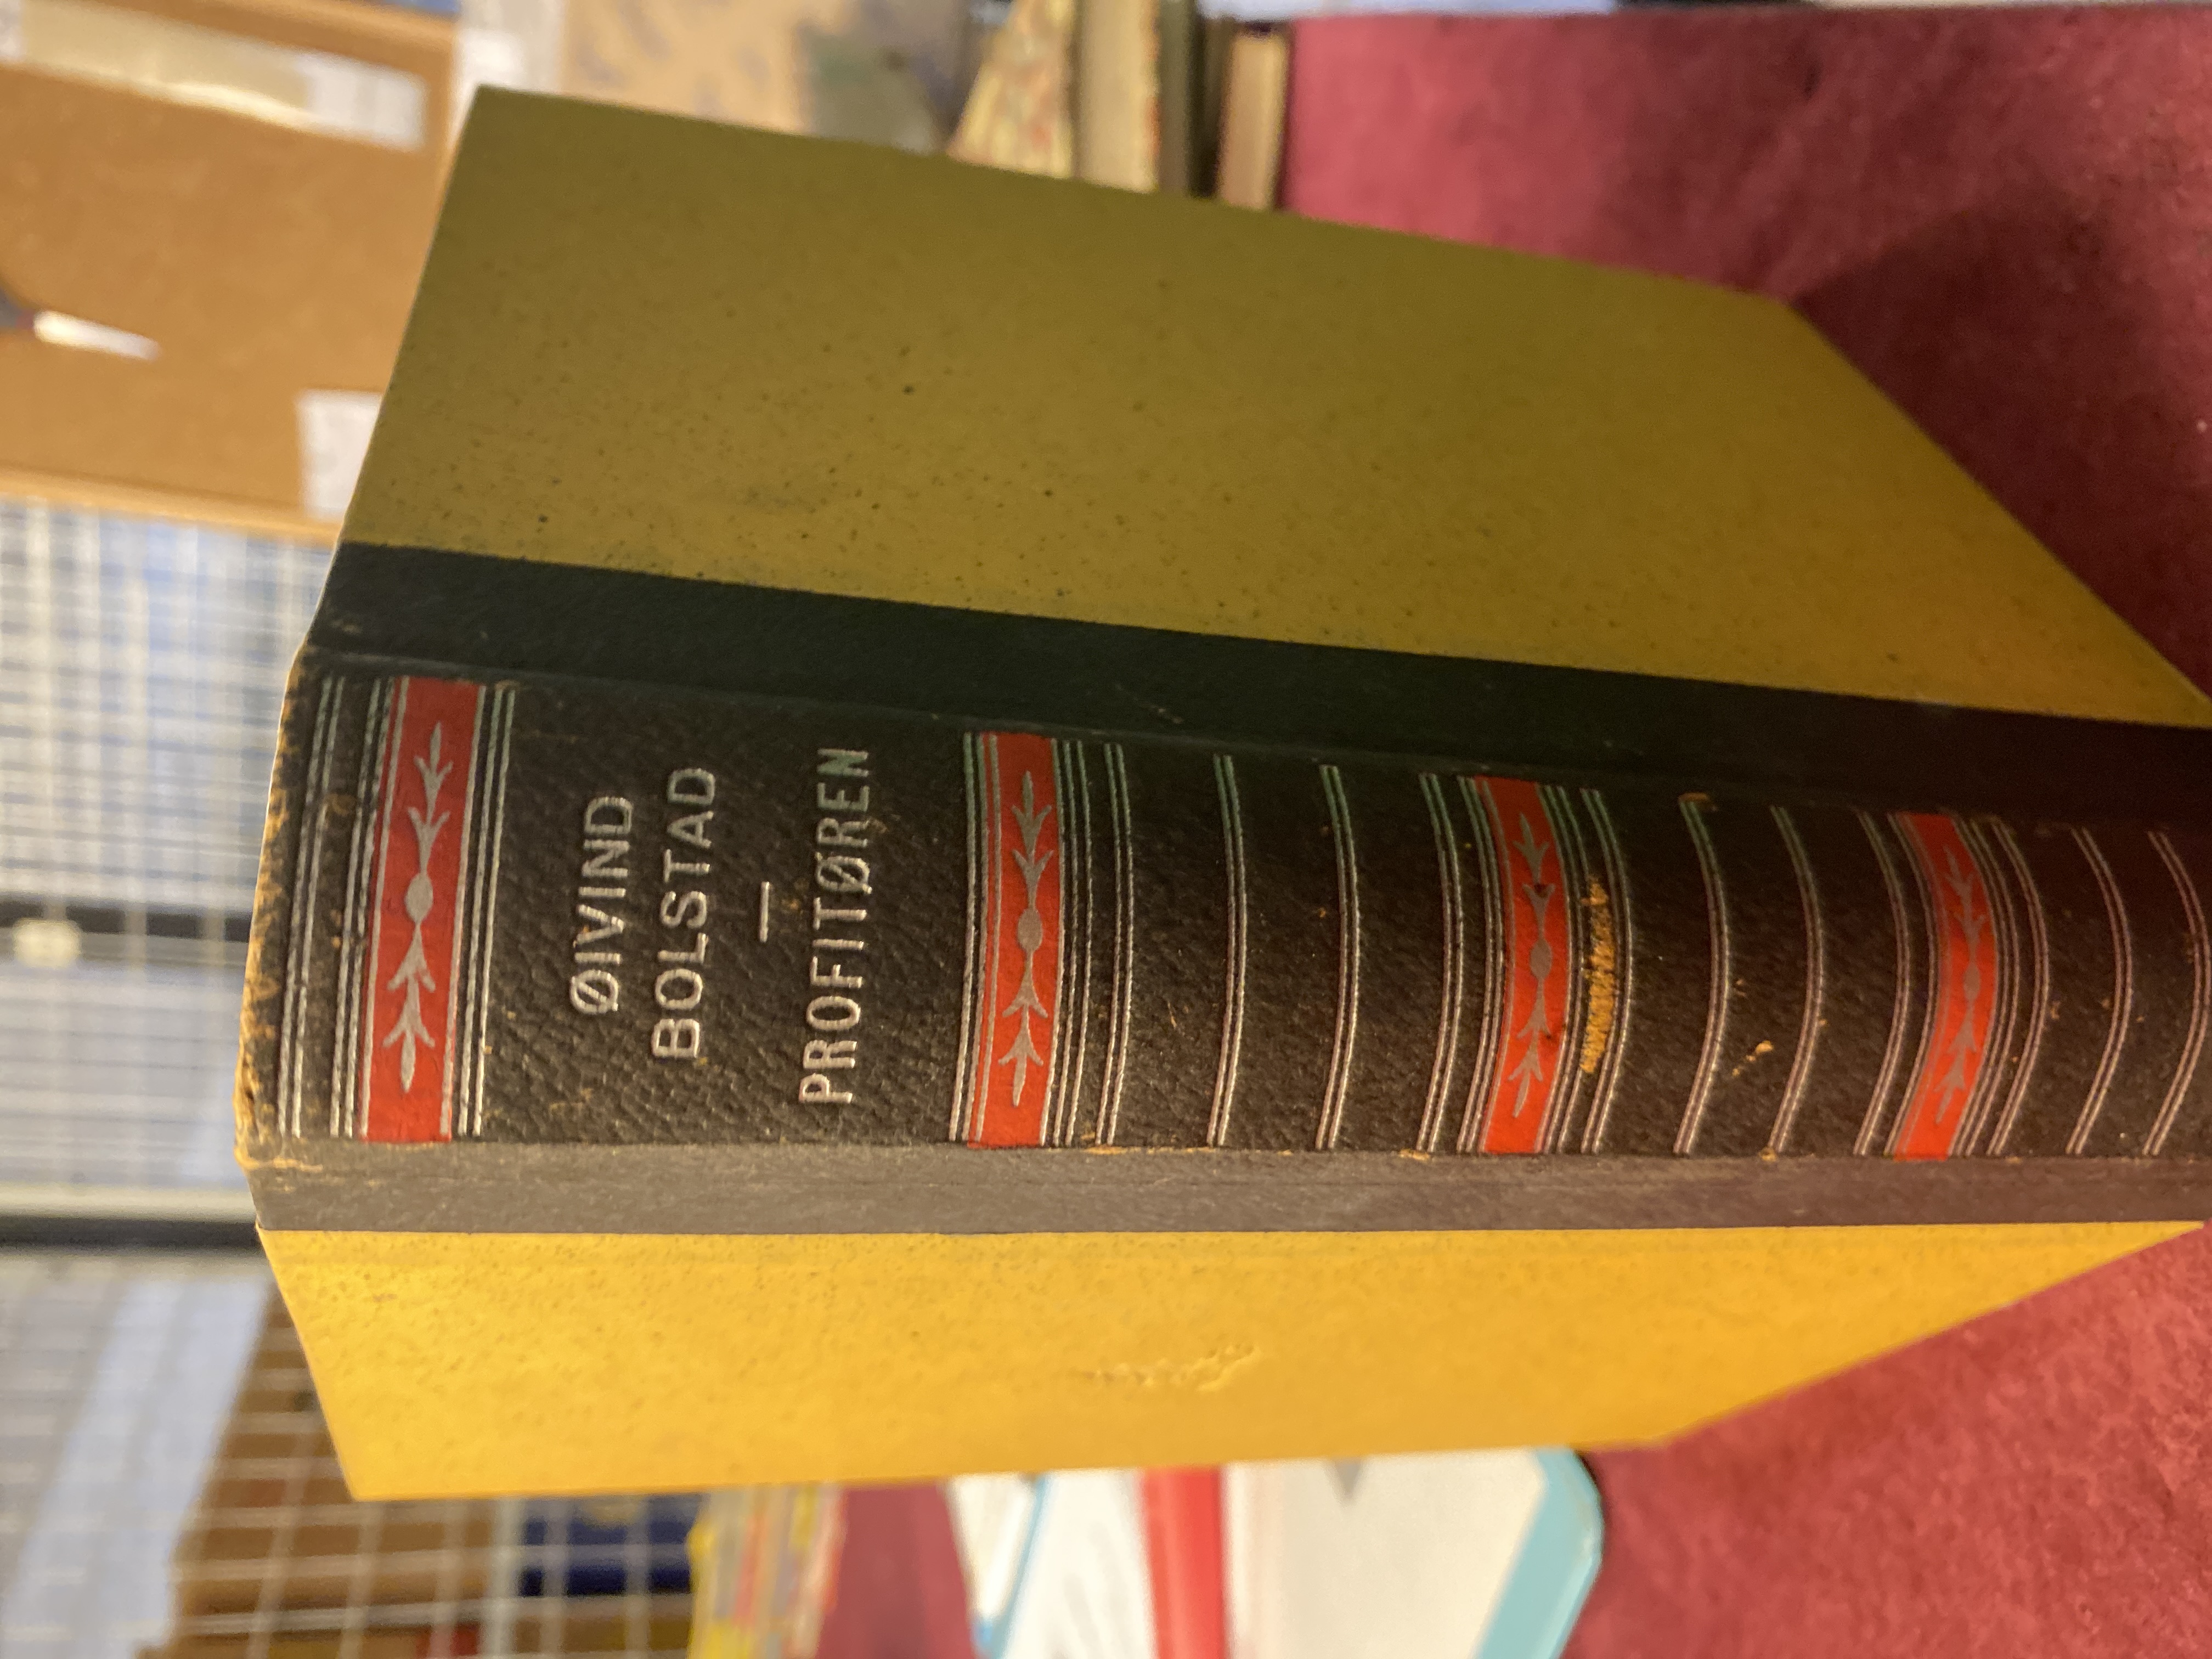 ØIVIND
BOLSTAD
—
PROFITØREN